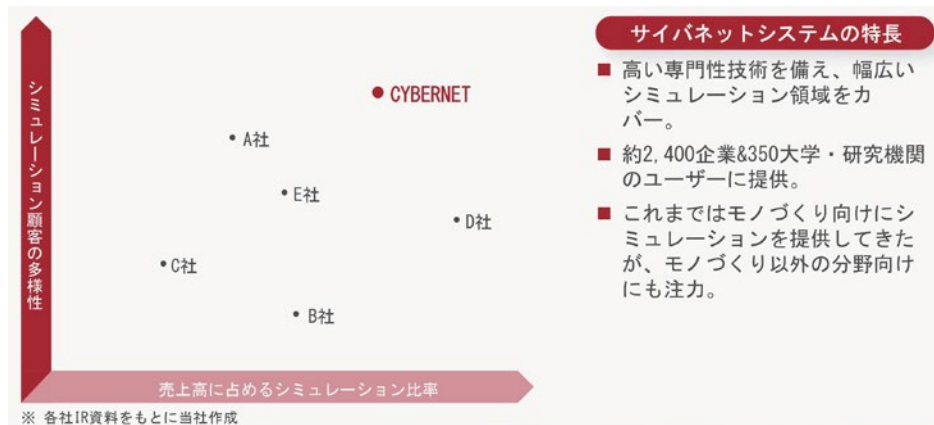 シミュレーション顧客の多様性
CYBERNET
A社
E社
D社
C社
B社
売上高に占めるシミュレーション比率
※ 各社IR資料をもとに当社作成
サイバネットシステムの特長
■ 高い専門性技術を備え、幅広い
シミュレーション領域をカ
バー。
■ 約2,400企業&350大学・研究機関
のユーザーに提供。
■ これまではモノづくり向けにシ
ミュレーションを提供してきた
が、モノづくり以外の分野向け
にも注力。